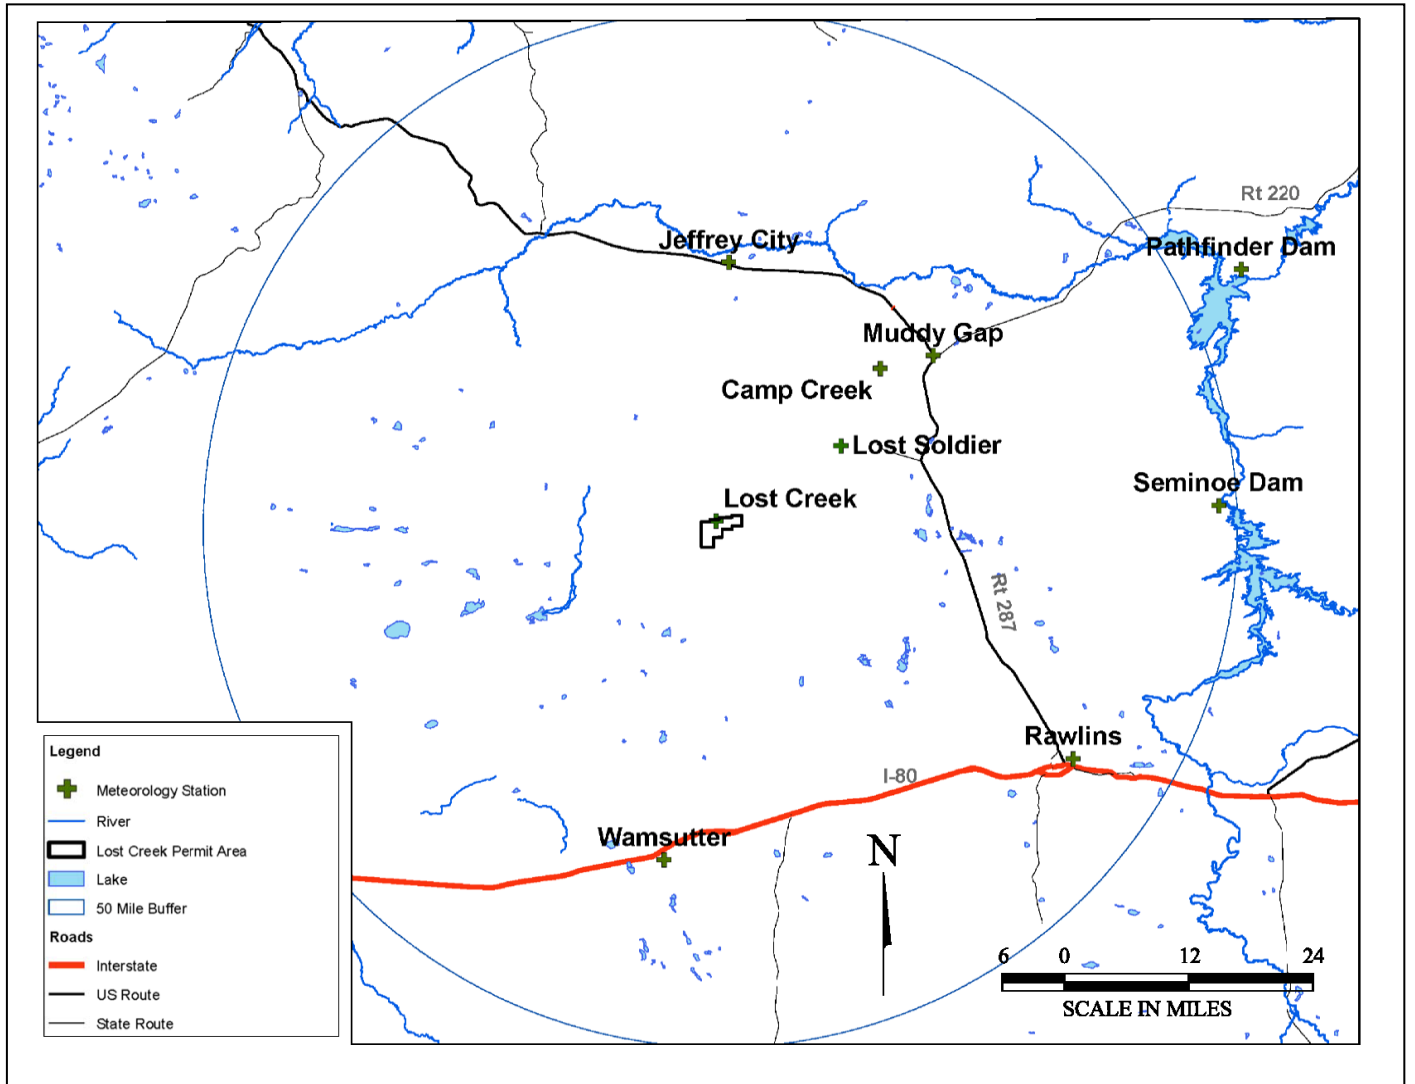 Rt 220
Jeffrey City
Pathfinder Dam
Muddy Gap
Camp Creek
Lost Soldier
Seminoe Dam
Lost Creek
Rt 287
Rawlins
I-80
Wamsutter
N
6 0 12 24
SCALE IN MILES
Legend
Meteorology Station
River
Lost Creek Permit Area
Lake
50 Mile Buffer
Roads
Interstate
US Route
State Route